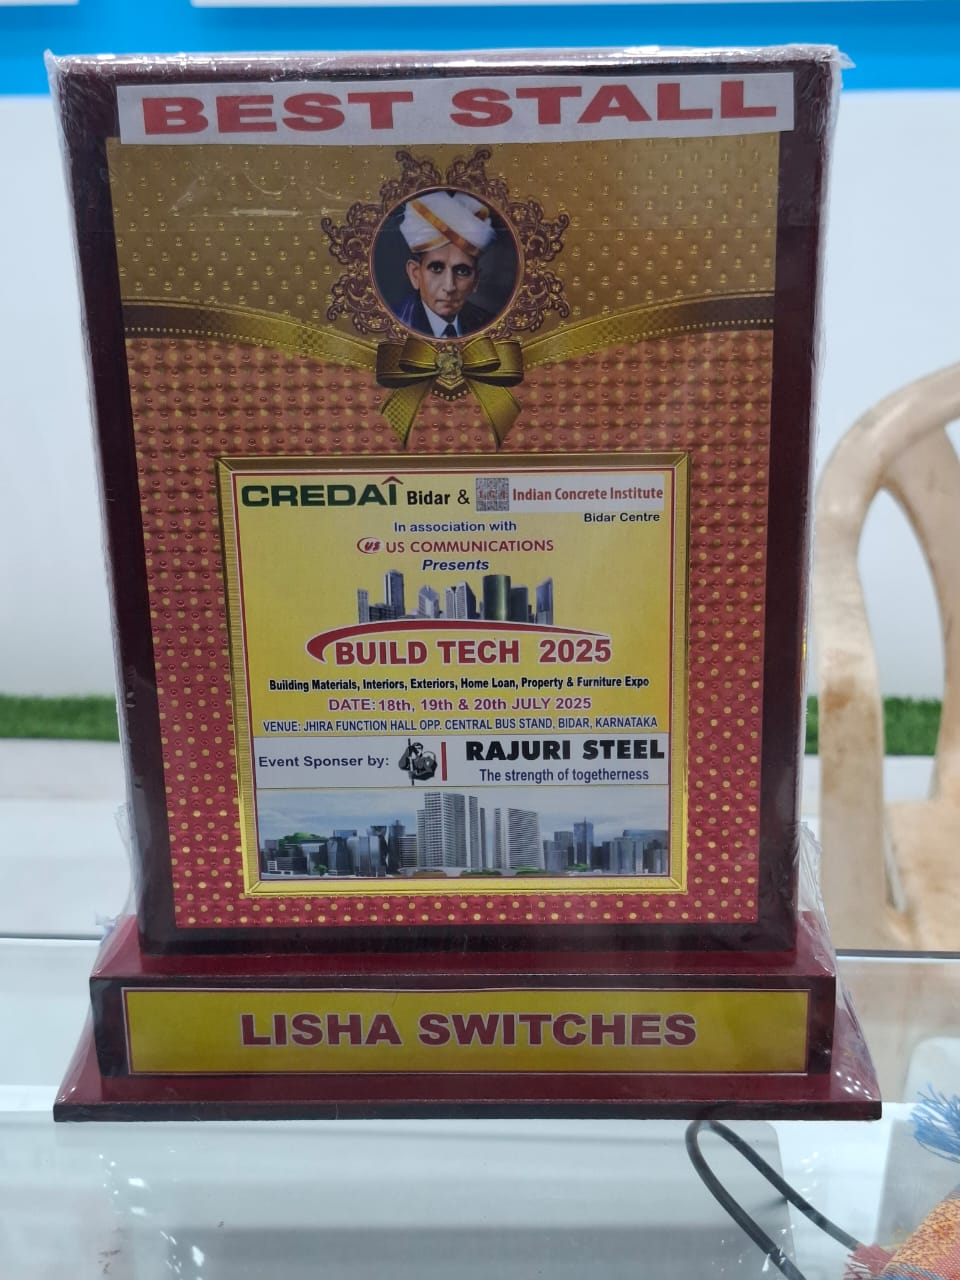 BEST STALL
CREDAI Bidar & ICI Indian Concrete Institute
Bidar Centre
In association with
US US COMMUNICATIONS
Presents
BUILD TECH 2025
Building Materials, Interiors, Exteriors, Home Loan, Property & Furniture Expo
DATE: 18th, 19th & 20th JULY 2025
VENUE: JHIRA FUNCTION HALL OPP. CENTRAL BUS STAND, BIDAR, KARNATAKA
Event Sponser by: RAJURI STEEL
The strength of togetherness
LISHA SWITCHES